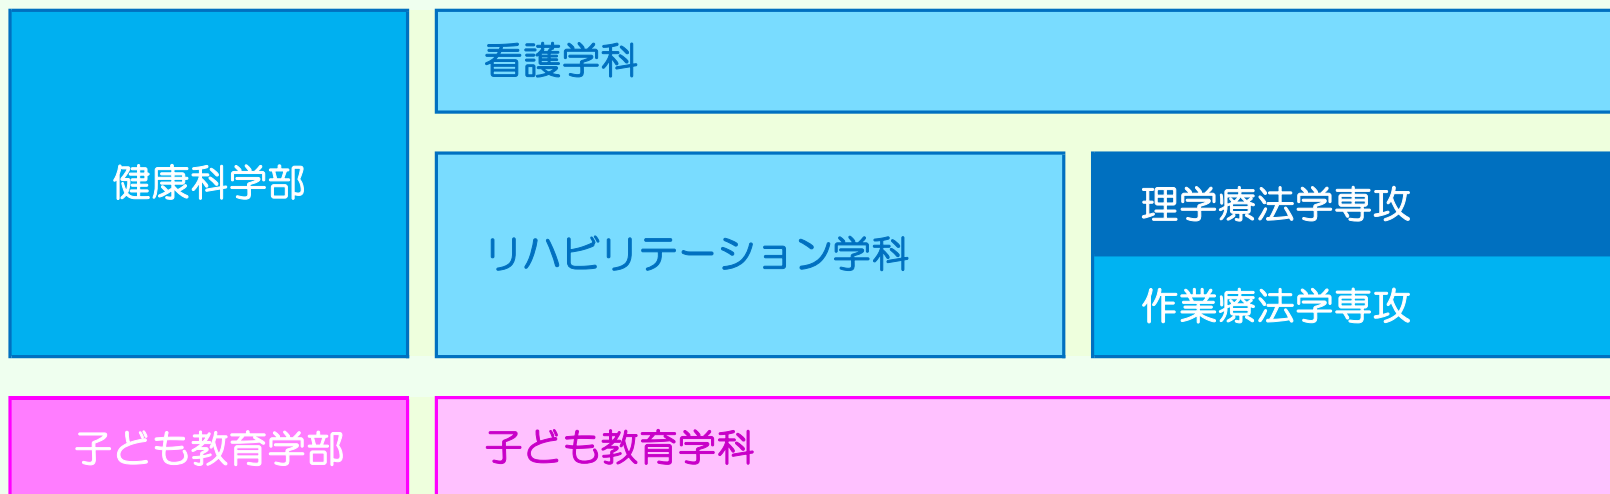 健康科学部
看護学科
リハビリテーション学科
理学療法学専攻
作業療法学専攻
子ども教育学部
子ども教育学科